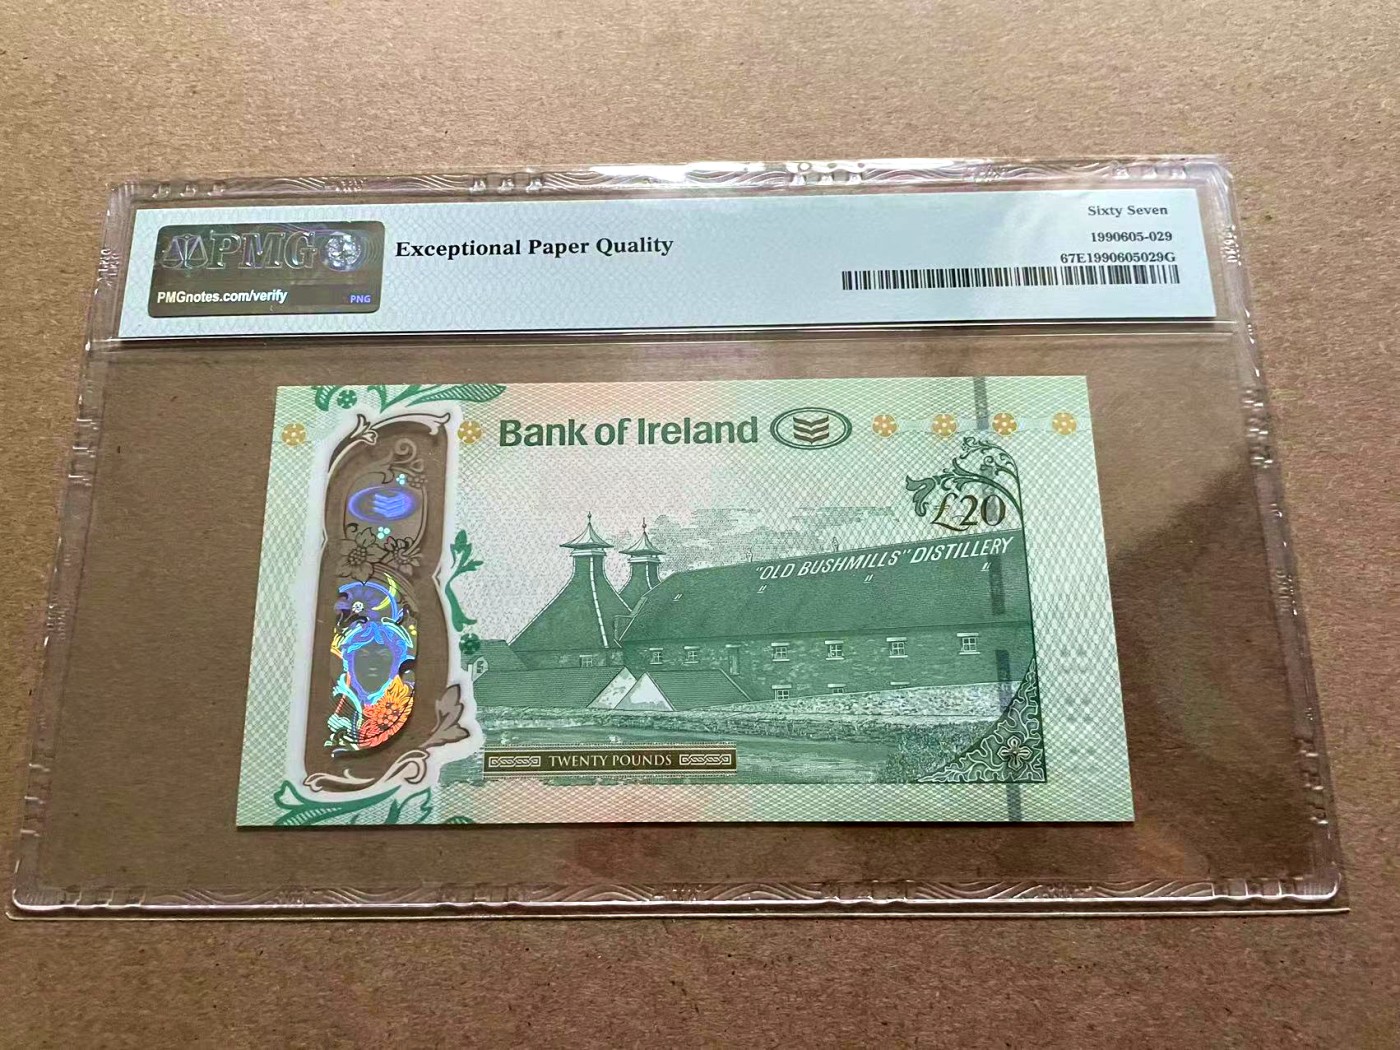 Sixty Seven
PMG
Exceptional Paper Quality
1990605-029
67E1990605029G
PMGnotes.com/verify
PNG
Bank of Ireland
£20
"OLD BUSHMILLS" DISTILLERY
TWENTY POUNDS